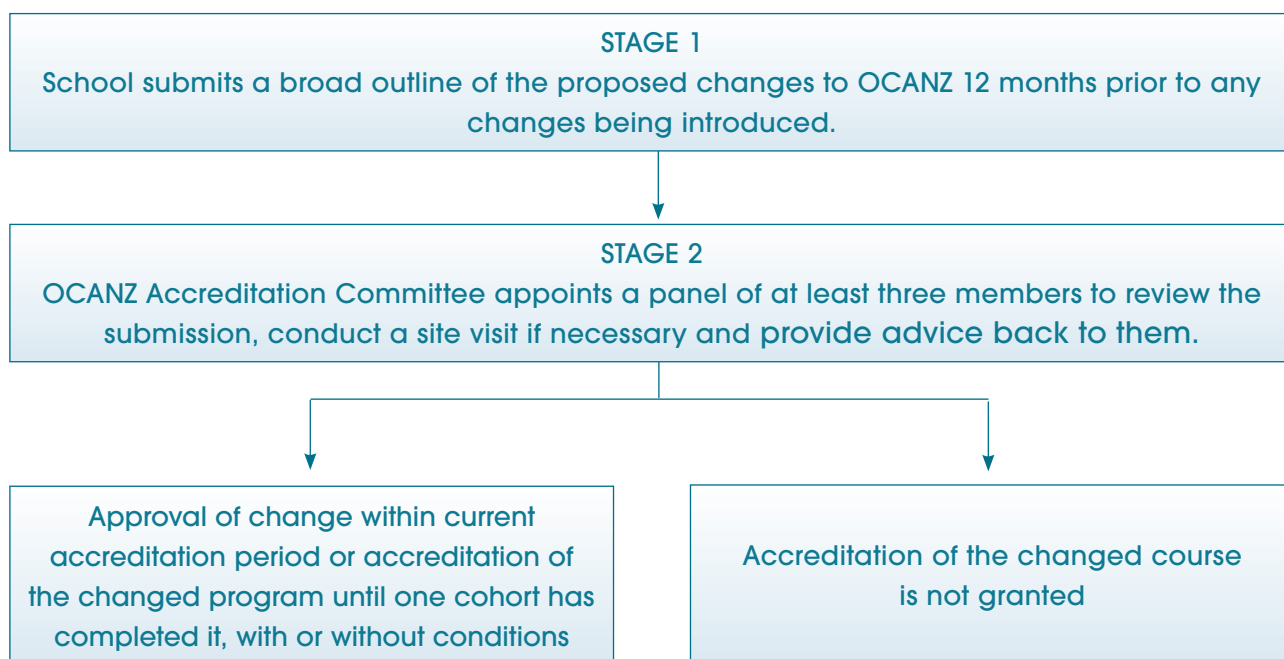 STAGE 1
School submits a broad outline of the proposed changes to OCANZ 12 months prior to any
changes being introduced.
STAGE 2
OCANZ Accreditation Committee appoints a panel of at least three members to review the
submission, conduct a site visit if necessary and provide advice back to them.
Approval of change within current
accreditation period or accreditation of
the changed program until one cohort has
completed it, with or without conditions
Accreditation of the changed course
is not granted